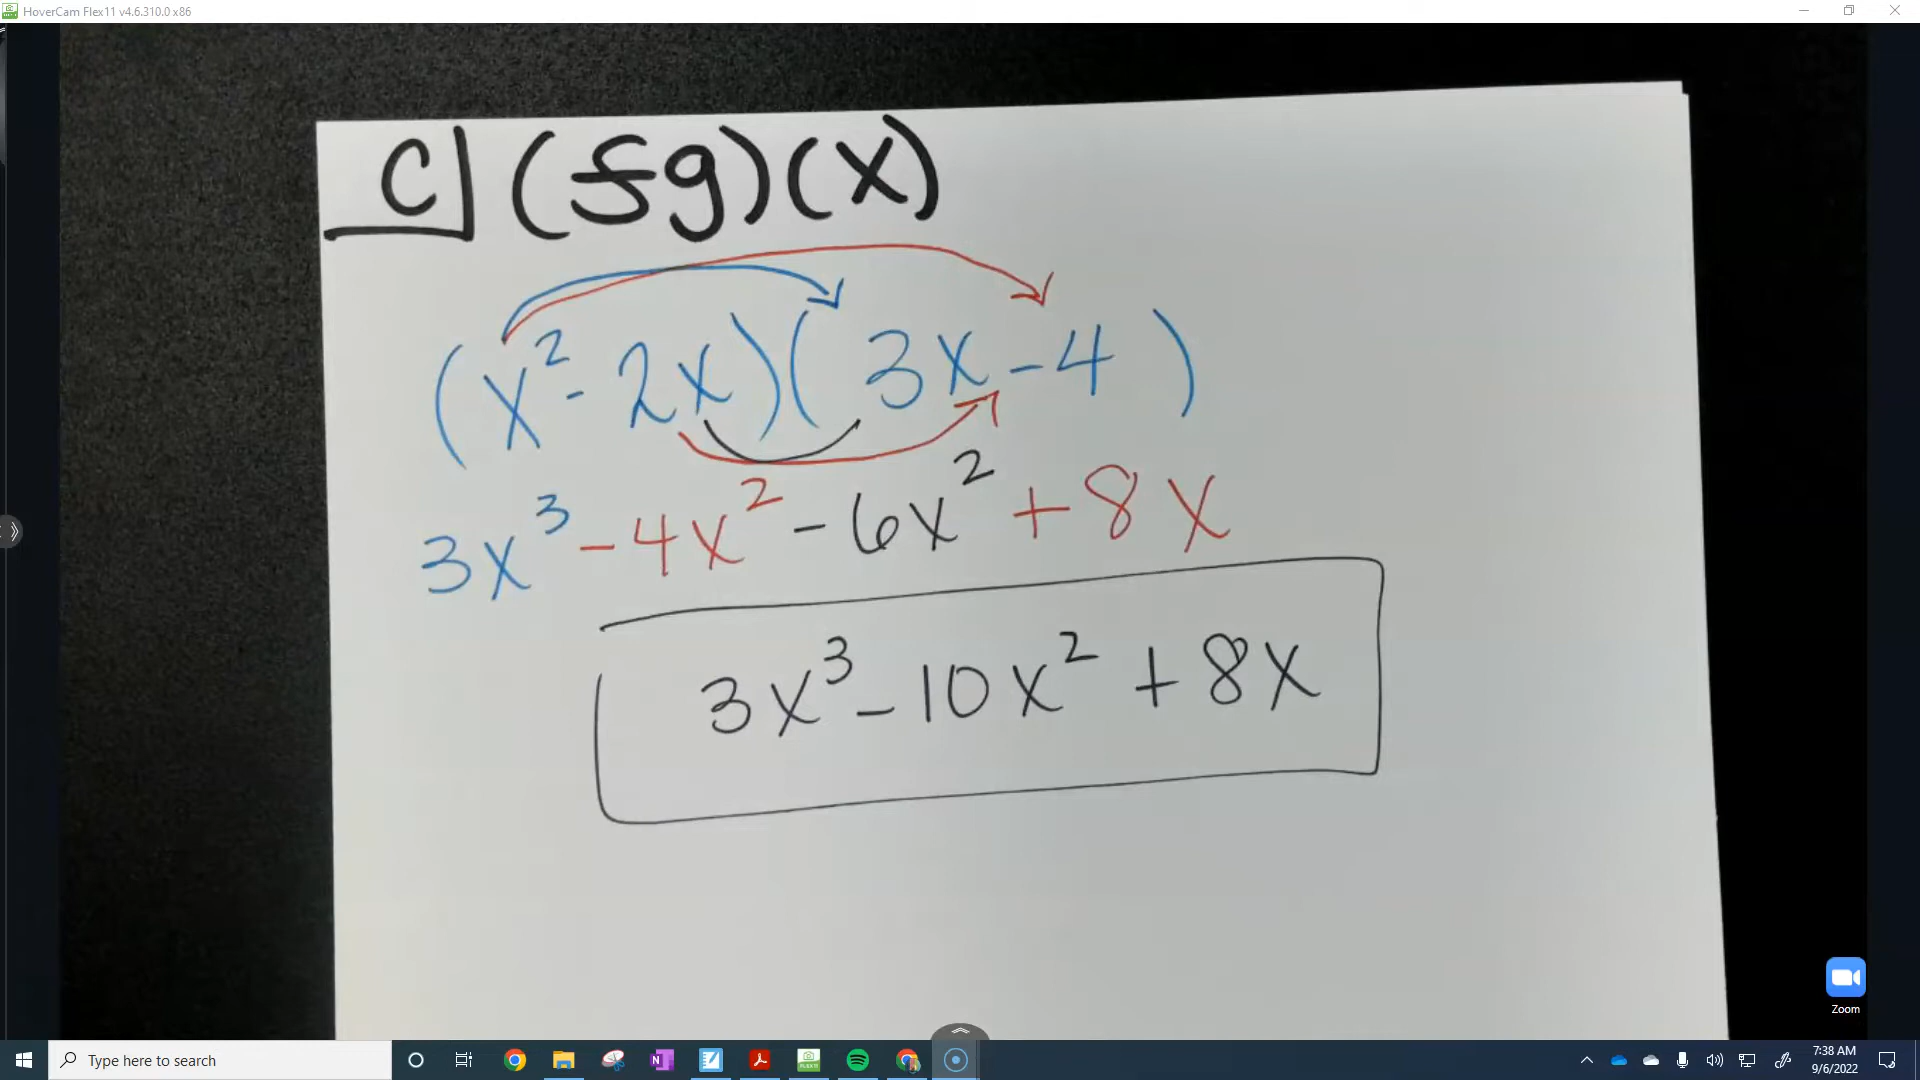 HoverCam Flex11 v4.6.310.0 x86
C] (fg)(x)
(x² - 2x)(3x - 4)
3x³ - 4x² - 6x² + 8x
3x³ - 10x² + 8x
Zoom
Type here to search
7:38 AM
9/6/2022